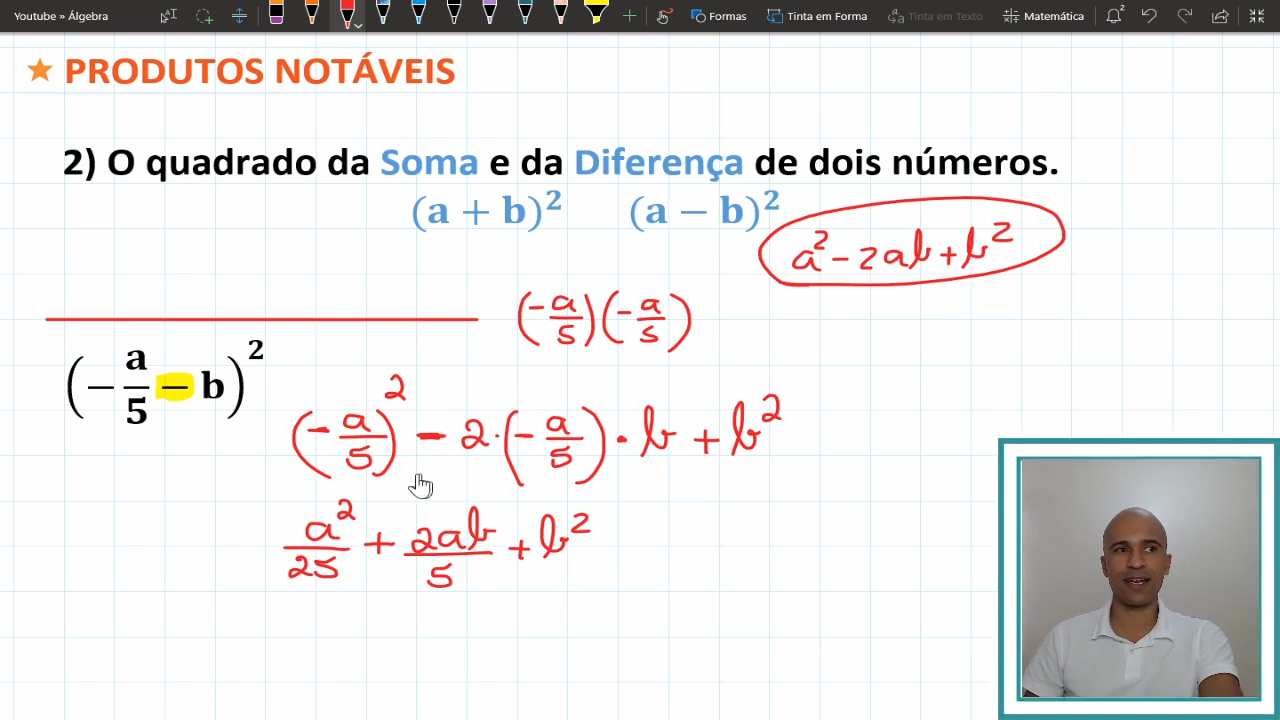 Youtube » Álgebra
Formas
Tinta em Forma
Tinta em Texto
Matemática
2
PRODUTOS NOTÁVEIS
2) O quadrado da Soma e da Diferença de dois números.
(a + b)² (a − b)²
a² - 2ab + b²
(-a/5)(-a/5)
(−a/5 − b)²
(-a/5)² - 2·(-a/5)·b + b²
a²/25 + 2ab/5 + b²